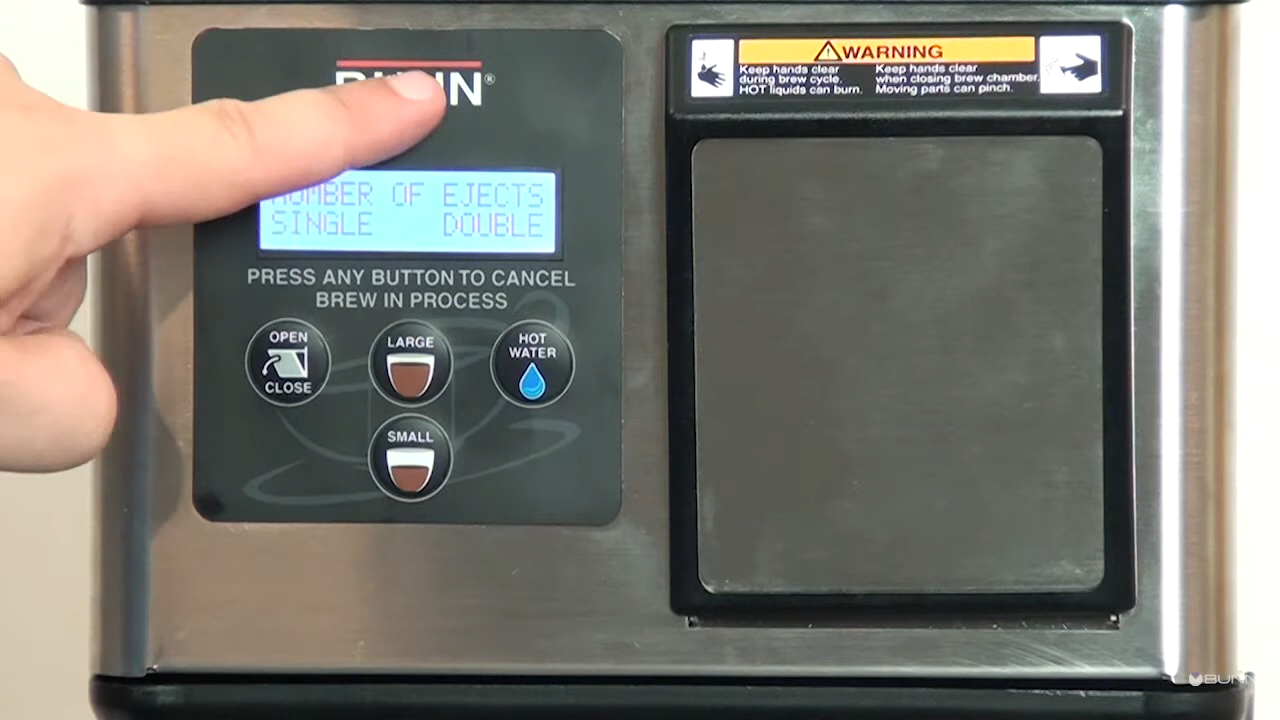 BUNN®
NUMBER OF EJECTS
SINGLE DOUBLE
PRESS ANY BUTTON TO CANCEL
BREW IN PROCESS
OPEN
CLOSE
LARGE
HOT
WATER
SMALL
WARNING
Keep hands clear
during brew cycle.
HOT liquids can burn.
Keep hands clear
when closing brew chamber.
Moving parts can pinch.
BUNN